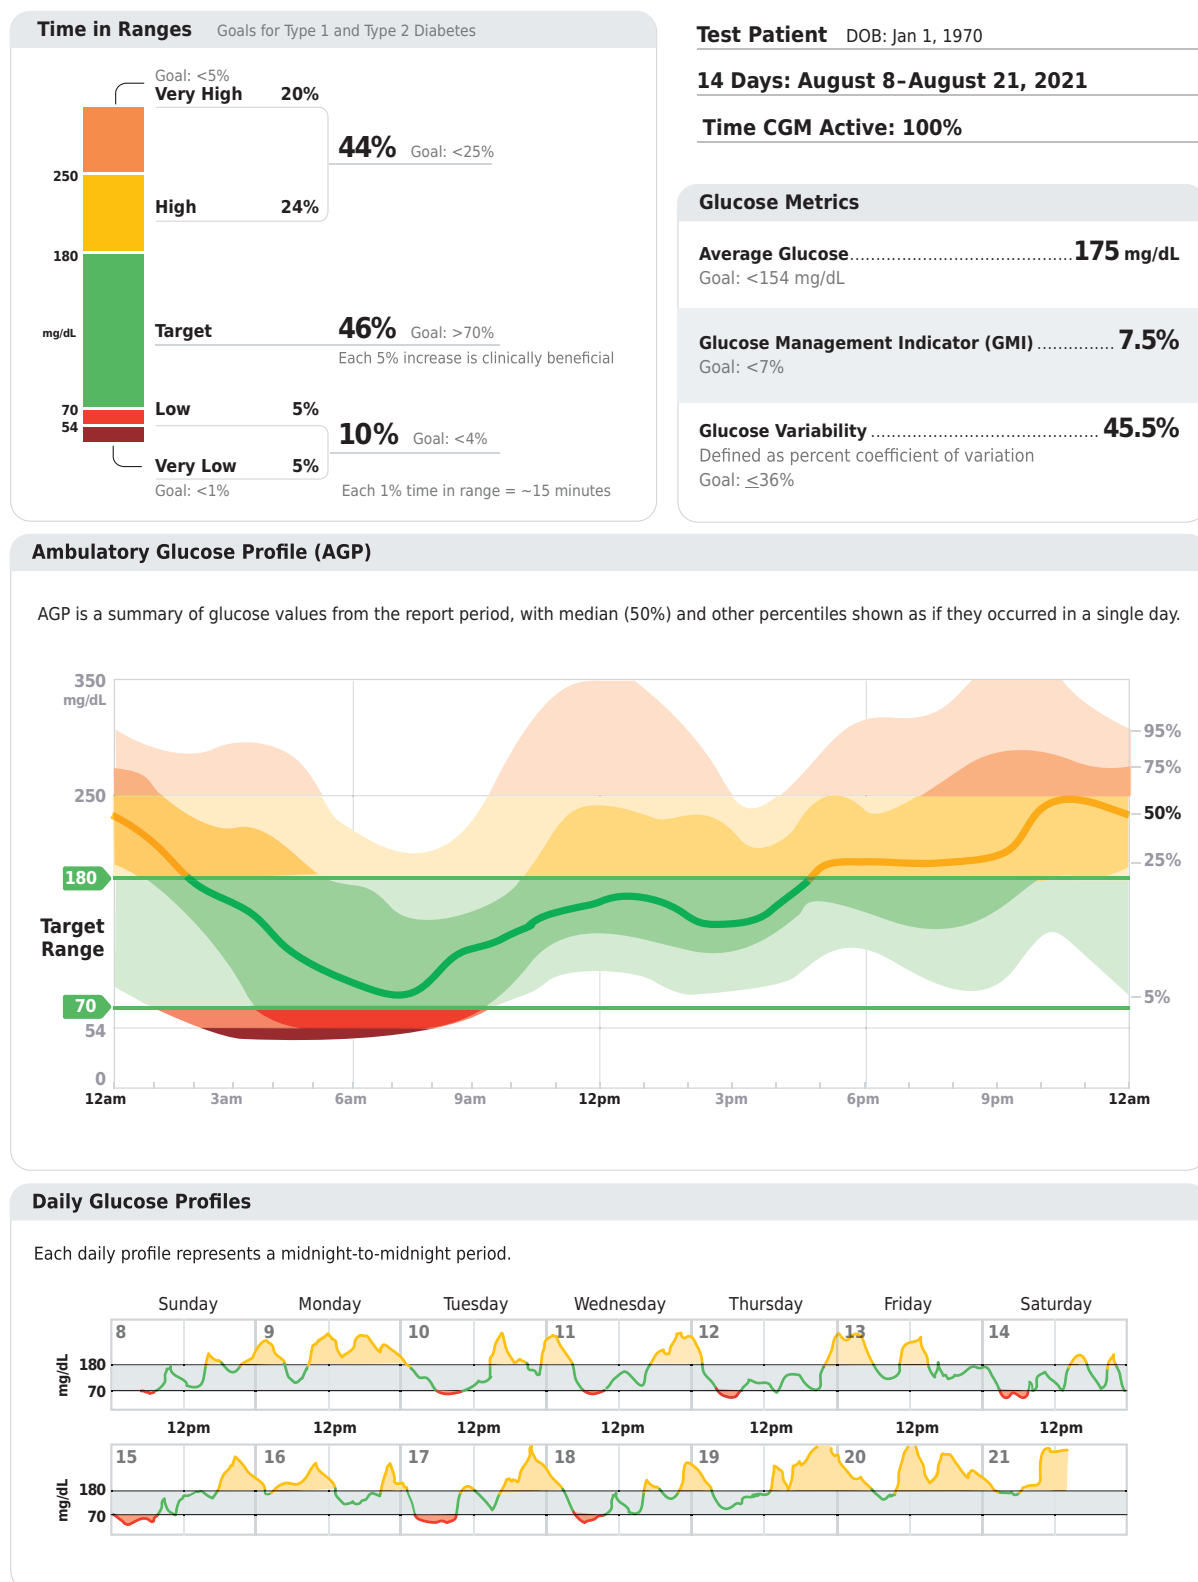 Time in Ranges Goals for Type 1 and Type 2 Diabetes
Goal: <5%
Very High 20%
44% Goal: <25%
250
High 24%
180
mg/dL
Target 46% Goal: >70%
Each 5% increase is clinically beneficial
70
Low 5%
54
10% Goal: <4%
Very Low 5%
Goal: <1%
Each 1% time in range = ~15 minutes
Test Patient DOB: Jan 1, 1970
14 Days: August 8–August 21, 2021
Time CGM Active: 100%
Glucose Metrics
Average Glucose........................................175 mg/dL
Goal: <154 mg/dL
Glucose Management Indicator (GMI)...............7.5%
Goal: <7%
Glucose Variability...........................................45.5%
Defined as percent coefficient of variation
Goal: ≤36%
Ambulatory Glucose Profile (AGP)
AGP is a summary of glucose values from the report period, with median (50%) and other percentiles shown as if they occurred in a single day.
350
mg/dL
250
180
Target
Range
70
54
0
95%
75%
50%
25%
5%
12am 3am 6am 9am 12pm 3pm 6pm 9pm 12am
Daily Glucose Profiles
Each daily profile represents a midnight-to-midnight period.
Sunday Monday Tuesday Wednesday Thursday Friday Saturday
8 9 10 11 12 13 14
mg/dL
180
70
12pm 12pm 12pm 12pm 12pm 12pm 12pm
15 16 17 18 19 20 21
mg/dL
180
70